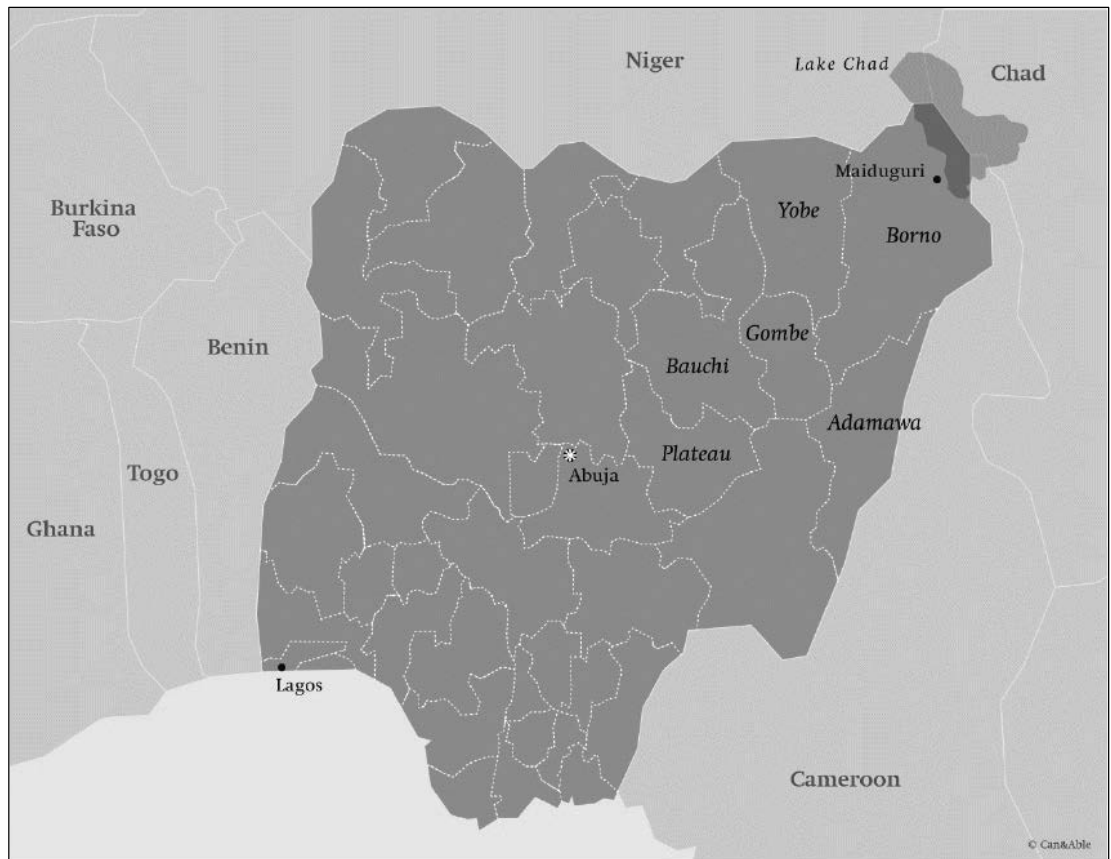 Niger
Lake Chad
Chad
Maiduguri
Burkina
Faso
Yobe
Borno
Gombe
Benin
Bauchi
Adamawa
Plateau
Togo
Abuja
Ghana
Lagos
Cameroon
© Can&Able